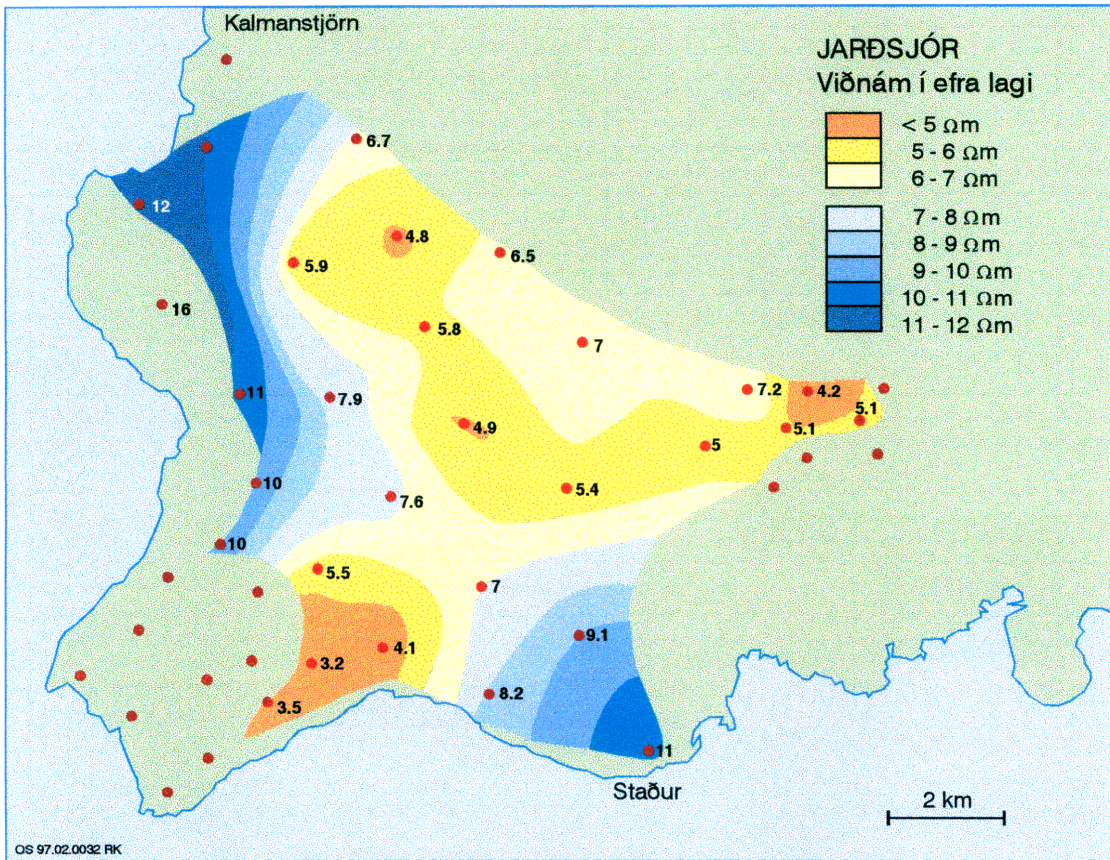 Kalmanstjörn
JARÐSJÓR
Viðnám í efra lagi
< 5 Ωm
5 - 6 Ωm
6 - 7 Ωm
7 - 8 Ωm
8 - 9 Ωm
9 - 10 Ωm
10 - 11 Ωm
11 - 12 Ωm
6.7
12
4.8
6.5
5.9
16
5.8
7
11
7.9
7.2
4.2
5.1
4.9
5.1
5
10
7.6
5.4
10
5.5
7
9.1
4.1
3.2
8.2
3.5
11
Staður
2 km
OS 97.02.0032 RK